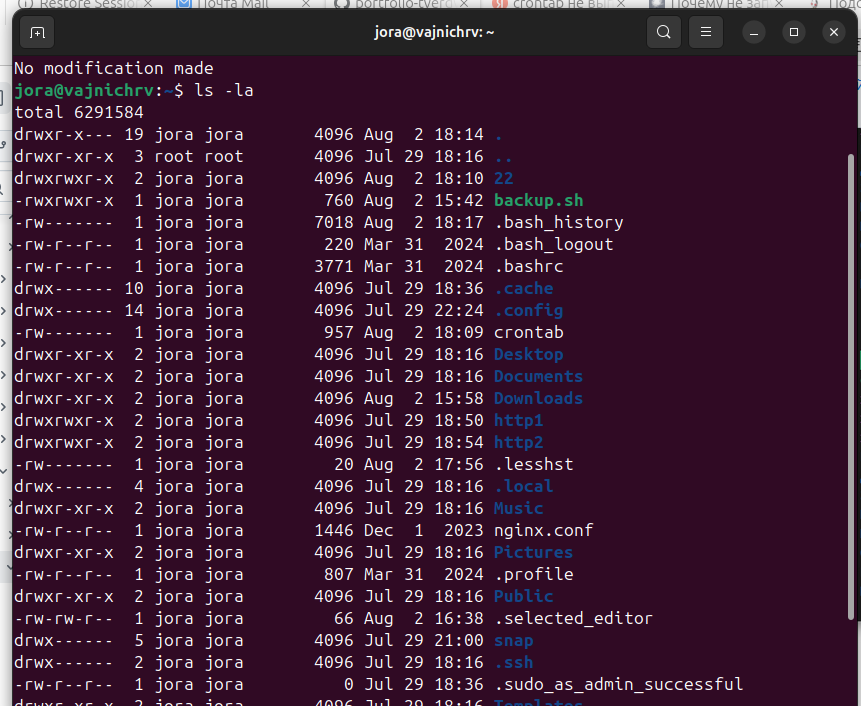 Restore Session
Почта Mail
crontab не вып
Почему не зап
jora@vajnichrv: ~
No modification made
jora@vajnichrv:~$ ls -la
total 6291584
drwxr-x--- 19 jora jora       4096 Aug  2 18:14 .
drwxr-xr-x  3 root root       4096 Jul 29 18:16 ..
drwxrwxr-x  2 jora jora       4096 Aug  2 18:10 22
-rwxrwxr-x  1 jora jora        760 Aug  2 15:42 backup.sh
-rw-------  1 jora jora       7018 Aug  2 18:17 .bash_history
-rw-r--r--  1 jora jora        220 Mar 31  2024 .bash_logout
-rw-r--r--  1 jora jora       3771 Mar 31  2024 .bashrc
drwx------ 10 jora jora       4096 Jul 29 18:36 .cache
drwx------ 14 jora jora       4096 Jul 29 22:24 .config
-rw-------  1 jora jora        957 Aug  2 18:09 crontab
drwxr-xr-x  2 jora jora       4096 Jul 29 18:16 Desktop
drwxr-xr-x  2 jora jora       4096 Jul 29 18:16 Documents
drwxr-xr-x  2 jora jora       4096 Aug  2 15:58 Downloads
drwxrwxr-x  2 jora jora       4096 Jul 29 18:50 http1
drwxrwxr-x  2 jora jora       4096 Jul 29 18:54 http2
-rw-------  1 jora jora         20 Aug  2 17:56 .lesshst
drwx------  4 jora jora       4096 Jul 29 18:16 .local
drwxr-xr-x  2 jora jora       4096 Jul 29 18:16 Music
-rw-r--r--  1 jora jora       1446 Dec  1  2023 nginx.conf
drwxr-xr-x  2 jora jora       4096 Jul 29 18:16 Pictures
-rw-r--r--  1 jora jora        807 Mar 31  2024 .profile
drwxr-xr-x  2 jora jora       4096 Jul 29 18:16 Public
-rw-rw-r--  1 jora jora         66 Aug  2 16:38 .selected_editor
drwx------  5 jora jora       4096 Jul 29 21:00 snap
drwx------  2 jora jora       4096 Jul 29 18:16 .ssh
-rw-r--r--  1 jora jora          0 Jul 29 18:36 .sudo_as_admin_successful
drwxr-xr-x  2 jora jora       4096 Jul 29 18:16 Templates